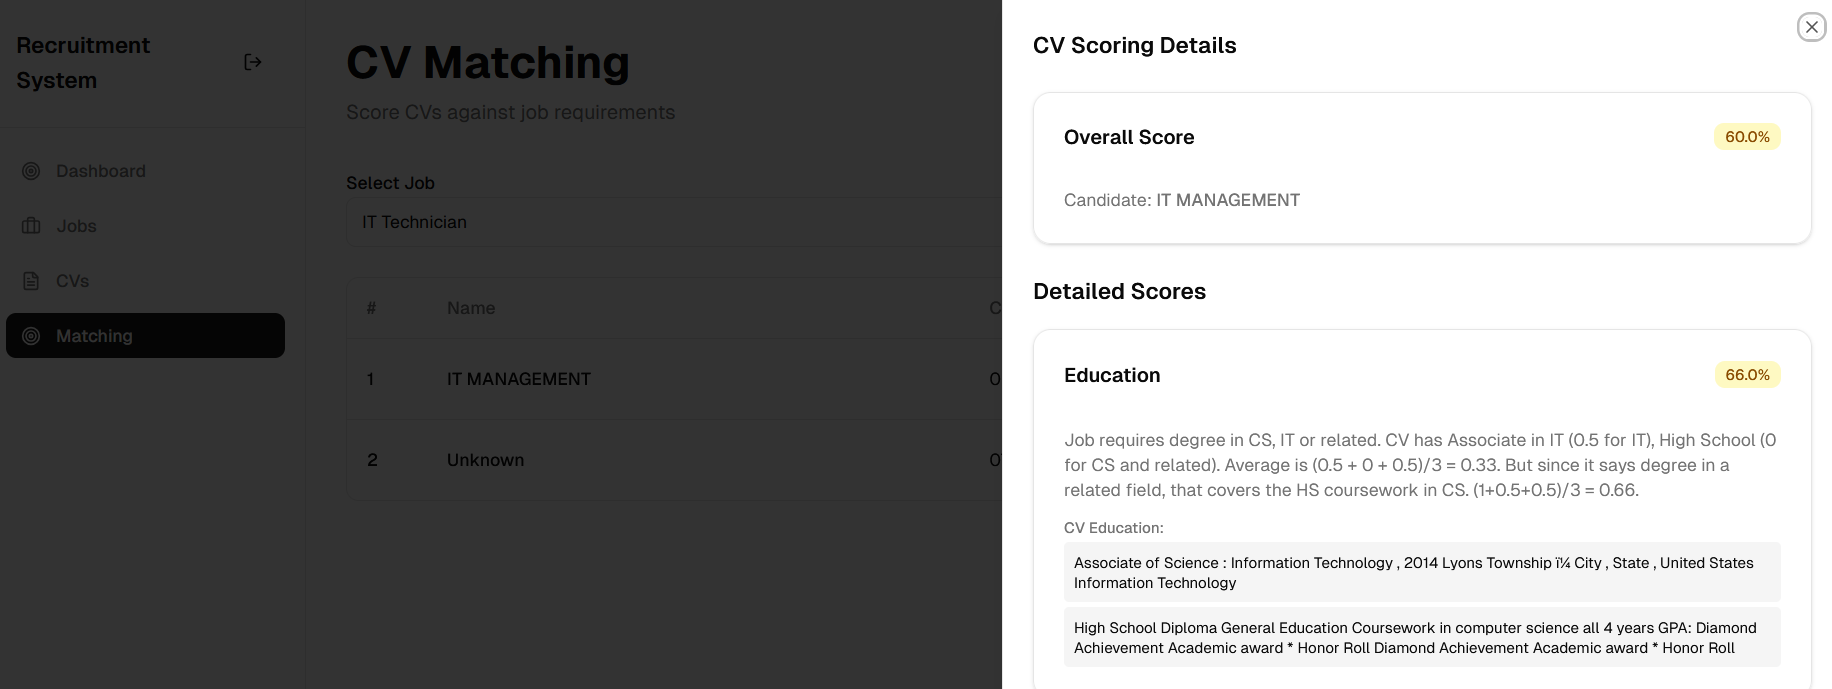 Recruitment
System
Dashboard
Jobs
CVs
Matching
CV Matching
Score CVs against job requirements
Select Job
IT Technician
# Name C
1 IT MANAGEMENT 0
2 Unknown 0
CV Scoring Details
Overall Score 60.0%
Candidate: IT MANAGEMENT
Detailed Scores
Education 66.0%
Job requires degree in CS, IT or related. CV has Associate in IT (0.5 for IT), High School (0
for CS and related). Average is (0.5 + 0 + 0.5)/3 = 0.33. But since it says degree in a
related field, that covers the HS coursework in CS. (1+0.5+0.5)/3 = 0.66.
CV Education:
Associate of Science : Information Technology , 2014 Lyons Township ï¼ City , State , United States
Information Technology
High School Diploma General Education Coursework in computer science all 4 years GPA: Diamond
Achievement Academic award * Honor Roll Diamond Achievement Academic award * Honor Roll